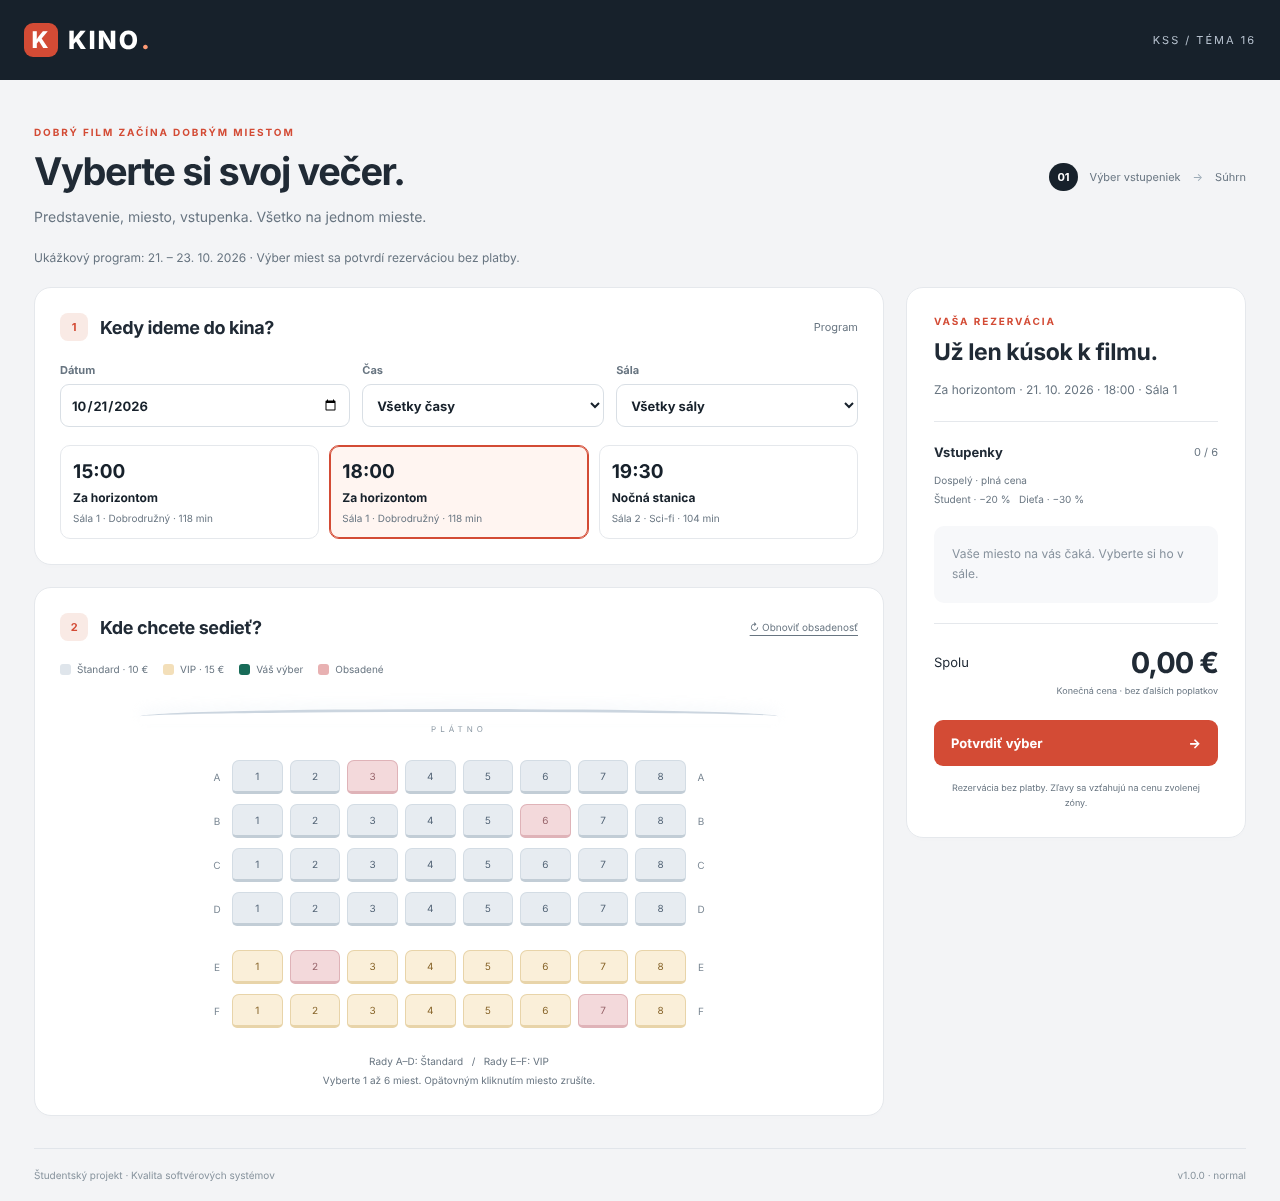 K KINO.
KSS / TÉMA 16
DOBRÝ FILM ZAČÍNA DOBRÝM MIESTOM
Vyberte si svoj večer.
Predstavenie, miesto, vstupenka. Všetko na jednom mieste.
01 Výber vstupeniek → Súhrn
Ukážkový program: 21. – 23. 10. 2026 · Výber miest sa potvrdí rezerváciou bez platby.
1 Kedy ideme do kina?
Program
Dátum Čas Sála
10/21/2026 Všetky časy Všetky sály
15:00
Za horizontom
Sála 1 · Dobrodružný · 118 min
18:00
Za horizontom
Sála 1 · Dobrodružný · 118 min
19:30
Nočná stanica
Sála 2 · Sci-fi · 104 min
2 Kde chcete sedieť?
↻ Obnoviť obsadenosť
Štandard · 10 € VIP · 15 € Váš výber Obsadené
PLÁTNO
A 1 2 3 4 5 6 7 8 A
B 1 2 3 4 5 6 7 8 B
C 1 2 3 4 5 6 7 8 C
D 1 2 3 4 5 6 7 8 D
E 1 2 3 4 5 6 7 8 E
F 1 2 3 4 5 6 7 8 F
Rady A–D: Štandard / Rady E–F: VIP
Vyberte 1 až 6 miest. Opätovným kliknutím miesto zrušíte.
VAŠA REZERVÁCIA
Už len kúsok k filmu.
Za horizontom · 21. 10. 2026 · 18:00 · Sála 1
Vstupenky 0 / 6
Dospelý · plná cena
Študent · −20 % Dieťa · −30 %
Vaše miesto na vás čaká. Vyberte si ho v
sále.
Spolu 0,00 €
Konečná cena · bez ďalších poplatkov
Potvrdiť výber →
Rezervácia bez platby. Zľavy sa vzťahujú na cenu zvolenej
zóny.
Študentský projekt · Kvalita softvérových systémov
v1.0.0 · normal